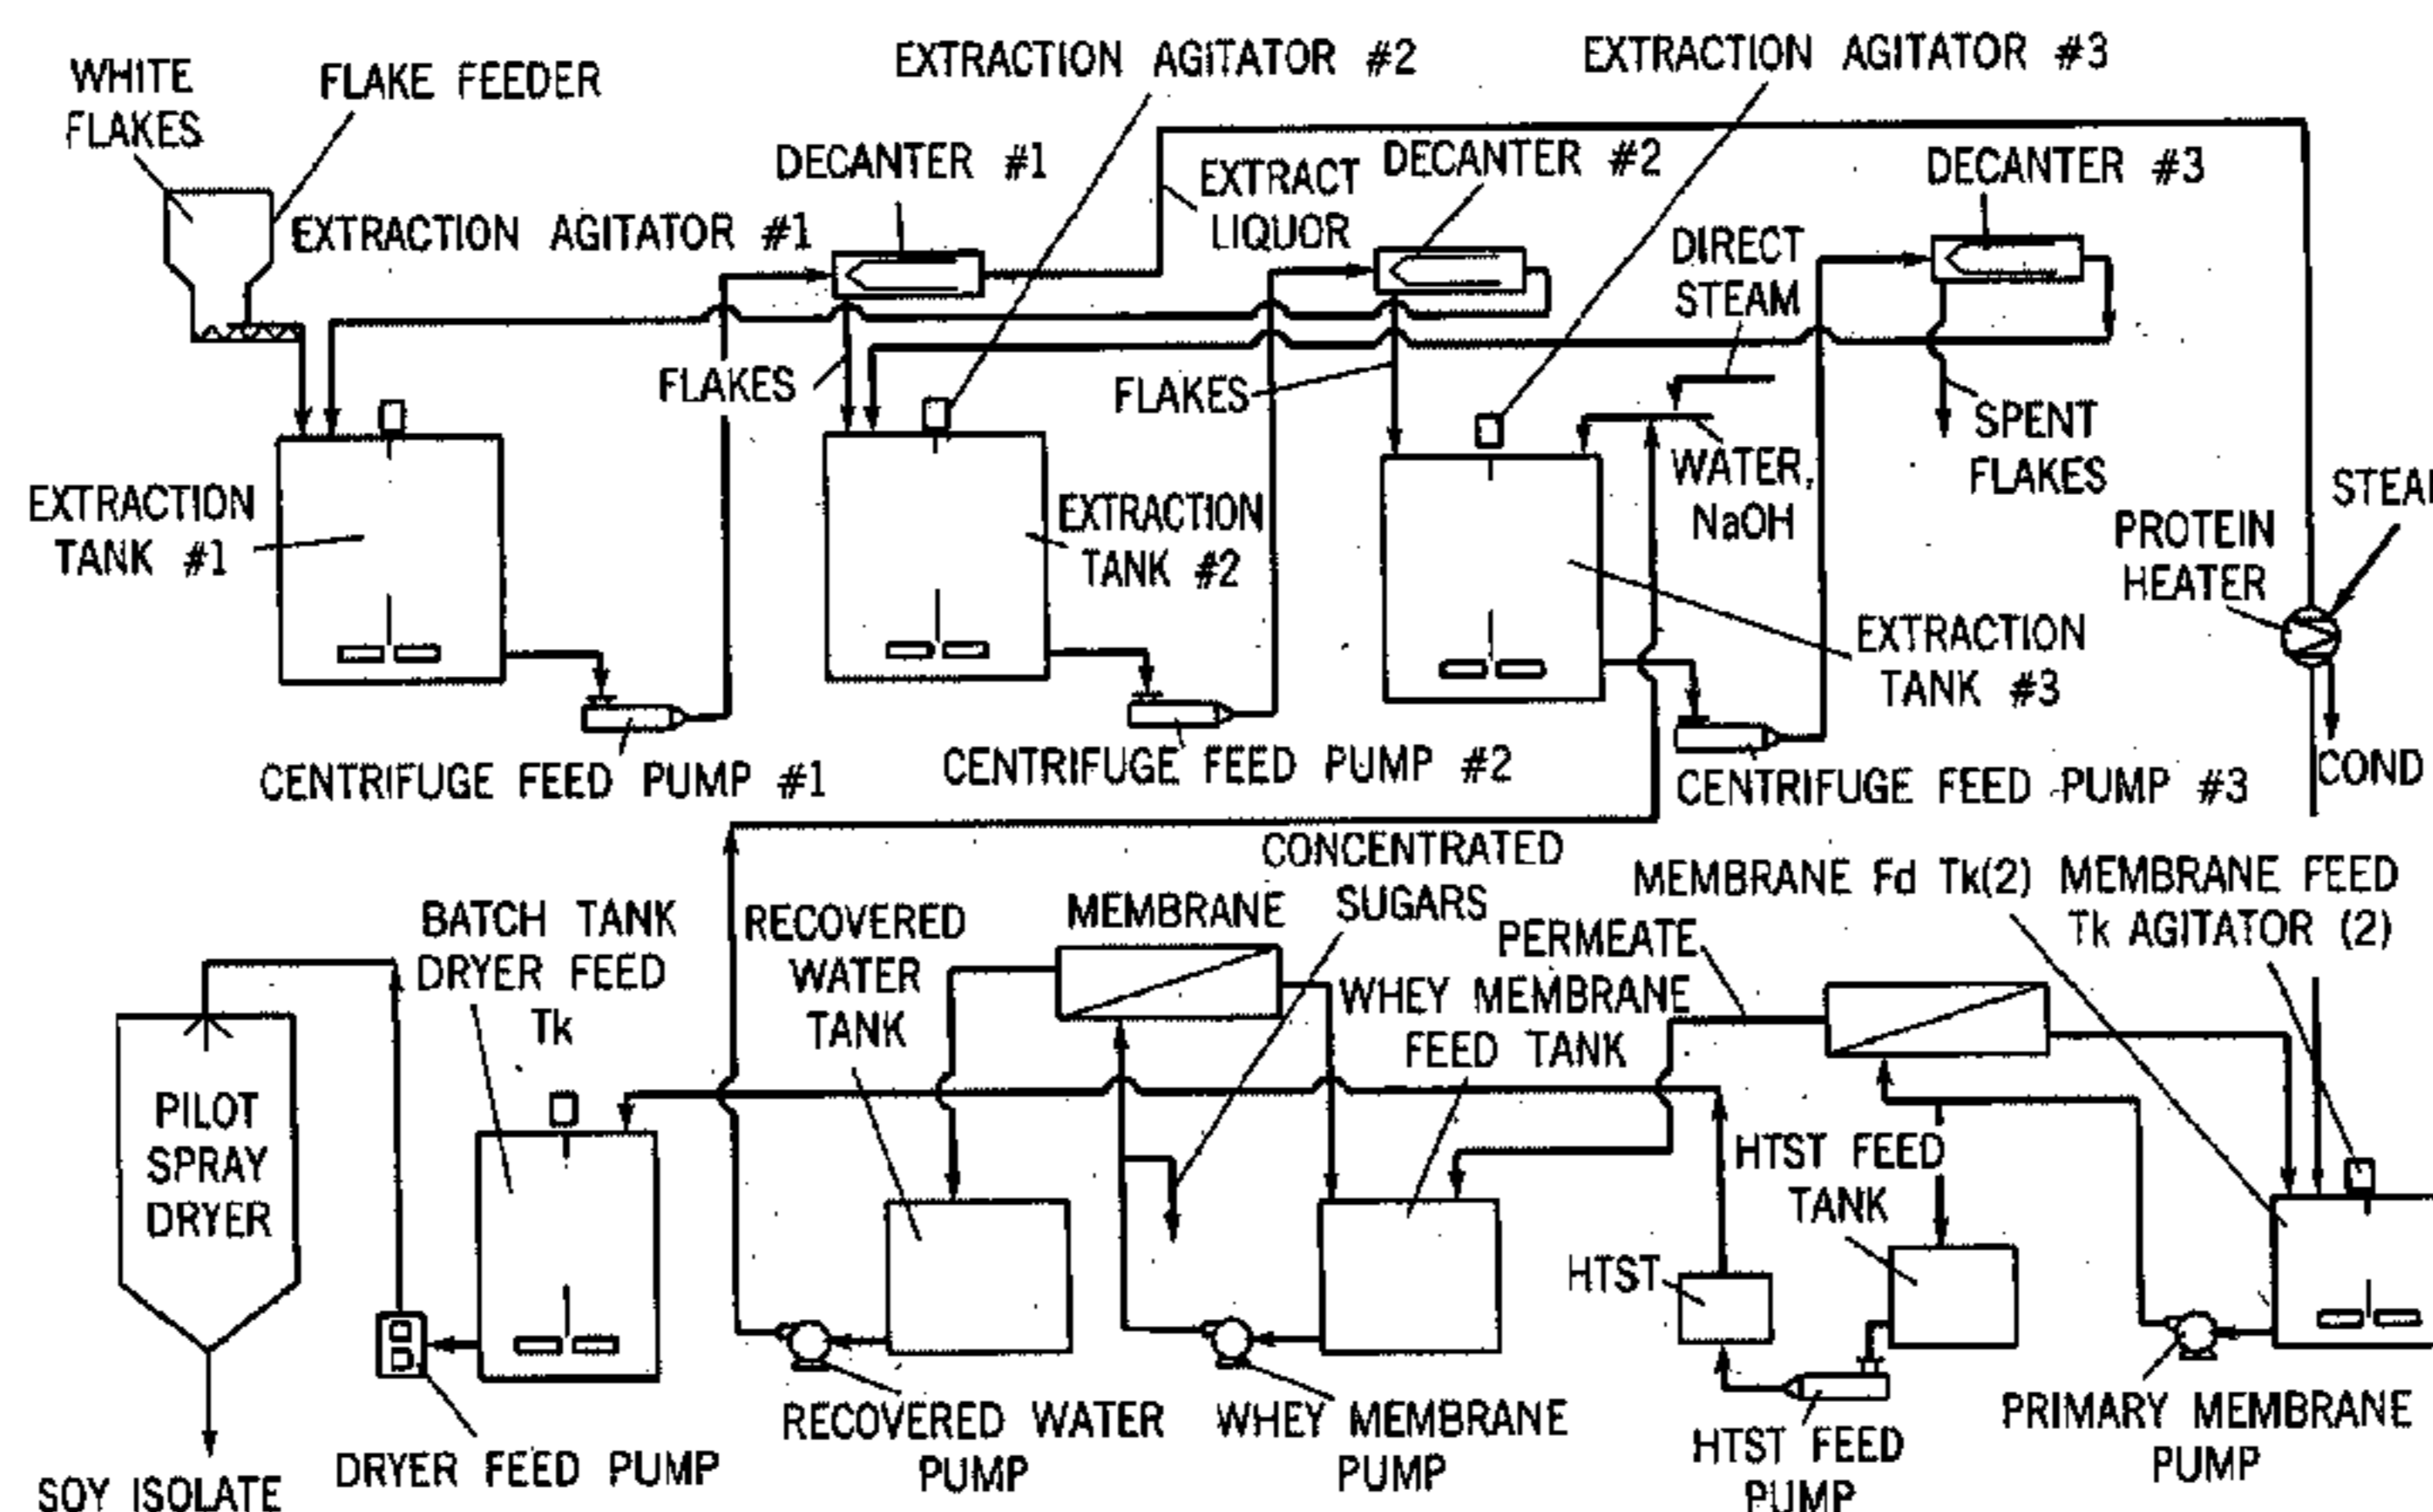 WHITE
FLAKES
FLAKE FEEDER
EXTRACTION AGITATOR #2
EXTRACTION AGITATOR #3
EXTRACTION AGITATOR #1
DECANTER #1
EXTRACT
LIQUOR
DECANTER #2
DIRECT
STEAM
DECANTER #3
FLAKES
FLAKES
SPENT
FLAKES
WATER,
NaOH
EXTRACTION
TANK #1
EXTRACTION
TANK #2
EXTRACTION
TANK #3
PROTEIN
HEATER
STEA
COND
CENTRIFUGE FEED PUMP #1
CENTRIFUGE FEED PUMP #2
CENTRIFUGE FEED PUMP #3
BATCH TANK
DRYER FEED
Tk
RECOVERED
WATER
TANK
MEMBRANE
CONCENTRATED
SUGARS
PERMEATE
WHEY MEMBRANE
FEED TANK
MEMBRANE Fd Tk(2)
MEMBRANE FEED
Tk AGITATOR (2)
PILOT
SPRAY
DRYER
HTST FEED
TANK
HTST
SOY ISOLATE
DRYER FEED PUMP
RECOVERED WATER
PUMP
WHEY MEMBRANE
PUMP
HTST FEED
PUMP
PRIMARY MEMBRANE
PUMP